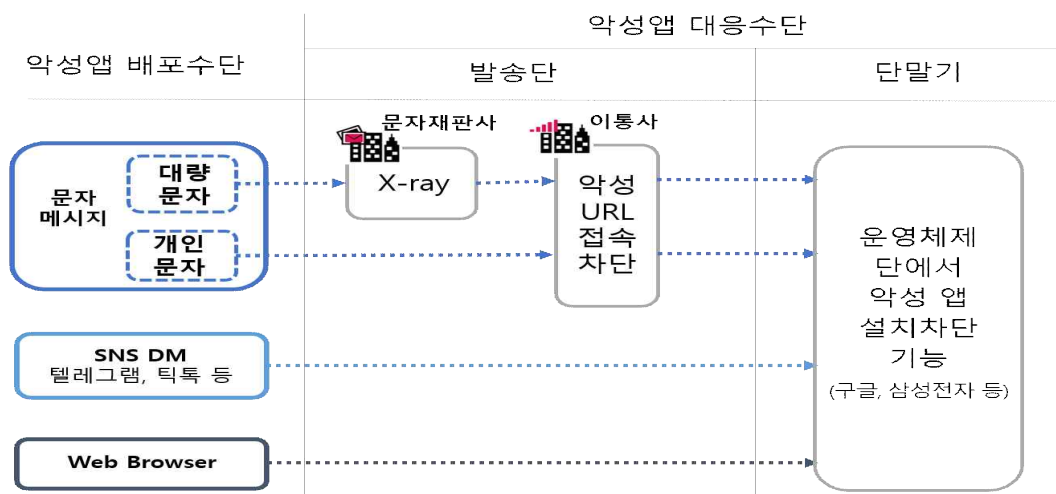 악성앱 배포수단
악성앱 대응수단
발송단
단말기
문자
메시지
대량
문자
개인
문자
문자재판사
X-ray
이통사
악성
URL
접속
차단
운영체제
단에서
악성 앱
설치차단
기능
(구글, 삼성전자 등)
SNS DM
텔레그램, 틱톡 등
Web Browser